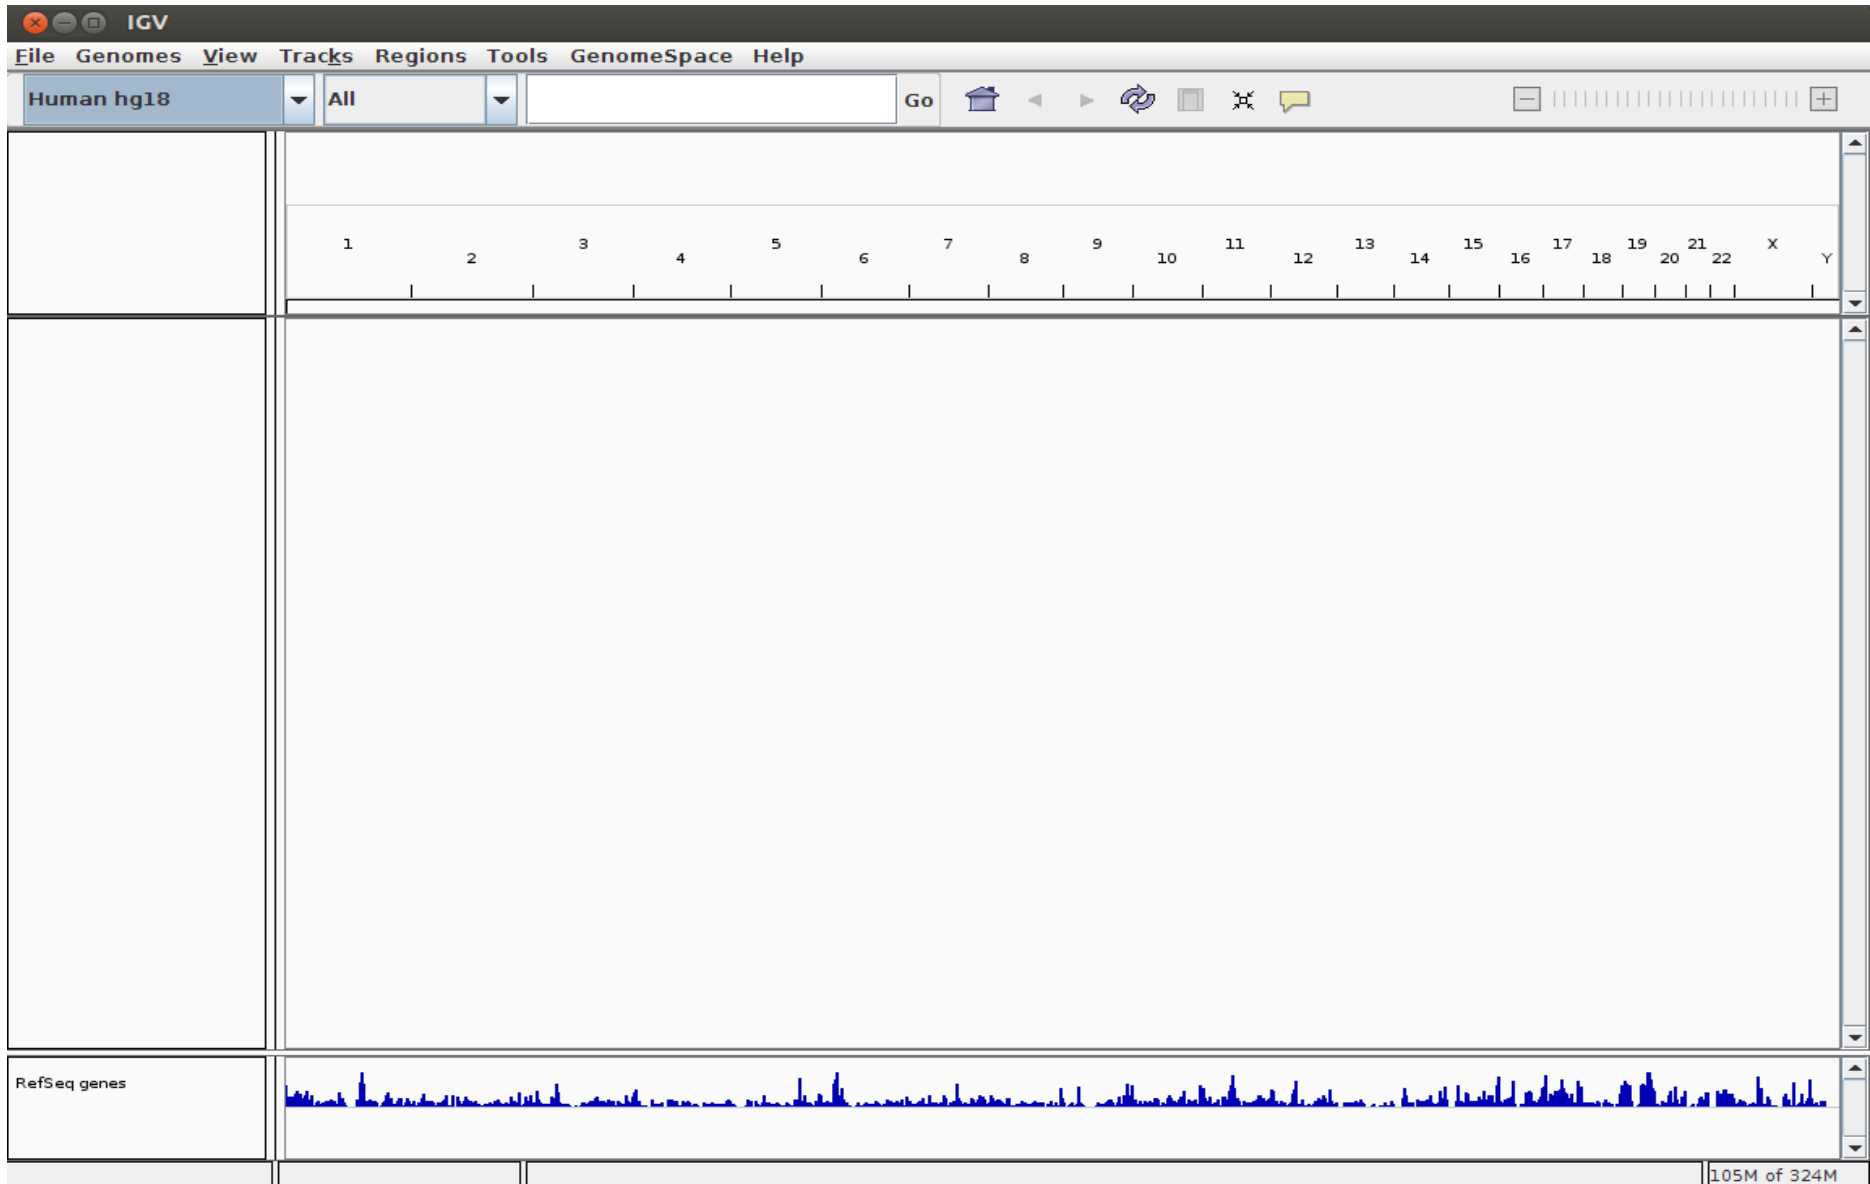 IGV
File Genomes View Tracks Regions Tools GenomeSpace Help
Human hg18 All Go
1 2 3 4 5 6 7 8 9 10 11 12 13 14 15 16 17 18 19 20 21 22 X Y
RefSeq genes
105M of 324M